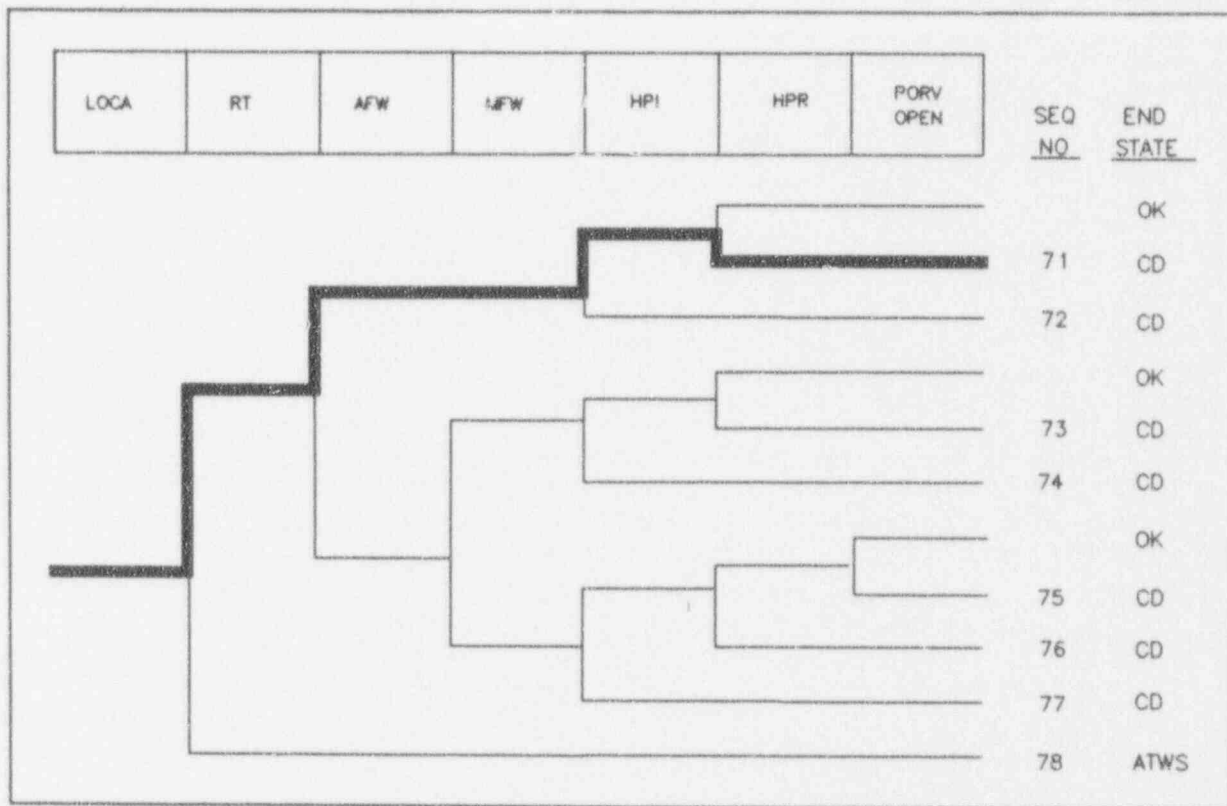 LOCA RT AFW MFW HPI HPR PORV OPEN
SEQ NO END STATE
OK
71 CD
72 CD
OK
73 CD
74 CD
OK
75 CD
76 CD
77 CD
78 ATWS